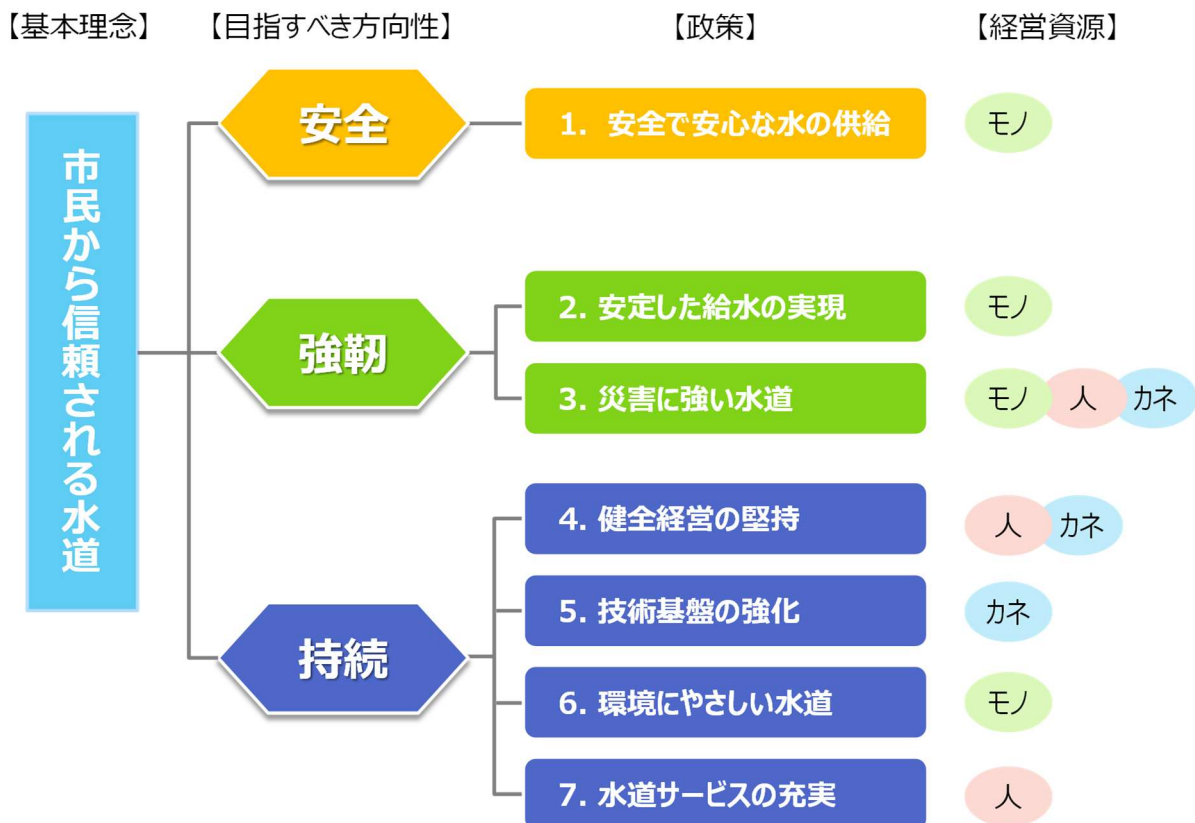 【基本理念】 【目指すべき方向性】 【政策】 【経営資源】
市民から信頼される水道
安全
1. 安全で安心な水の供給
モノ
強靭
2. 安定した給水の実現
モノ
3. 災害に強い水道
モノ 人 カネ
持続
4. 健全経営の堅持
人 カネ
5. 技術基盤の強化
カネ
6. 環境にやさしい水道
モノ
7. 水道サービスの充実
人